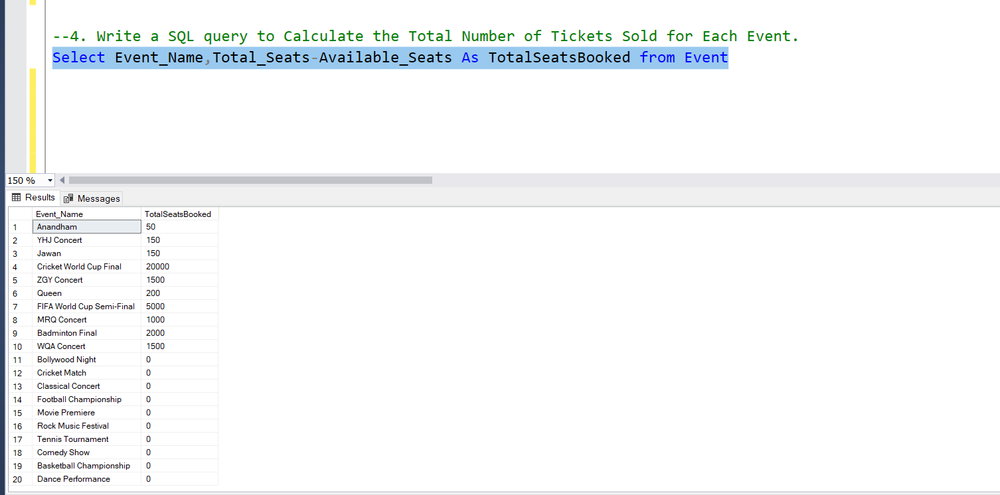 --4. Write a SQL query to Calculate the Total Number of Tickets Sold for Each Event.
Select Event_Name,Total_Seats-Available_Seats As TotalSeatsBooked from Event
150 %
Results Messages
Event_Name TotalSeatsBooked
1 Anandham 50
2 YHJ Concert 150
3 Jawan 150
4 Cricket World Cup Final 20000
5 ZGY Concert 1500
6 Queen 200
7 FIFA World Cup Semi-Final 5000
8 MRQ Concert 1000
9 Badminton Final 2000
10 WQA Concert 1500
11 Bollywood Night 0
12 Cricket Match 0
13 Classical Concert 0
14 Football Championship 0
15 Movie Premiere 0
16 Rock Music Festival 0
17 Tennis Tournament 0
18 Comedy Show 0
19 Basketball Championship 0
20 Dance Performance 0